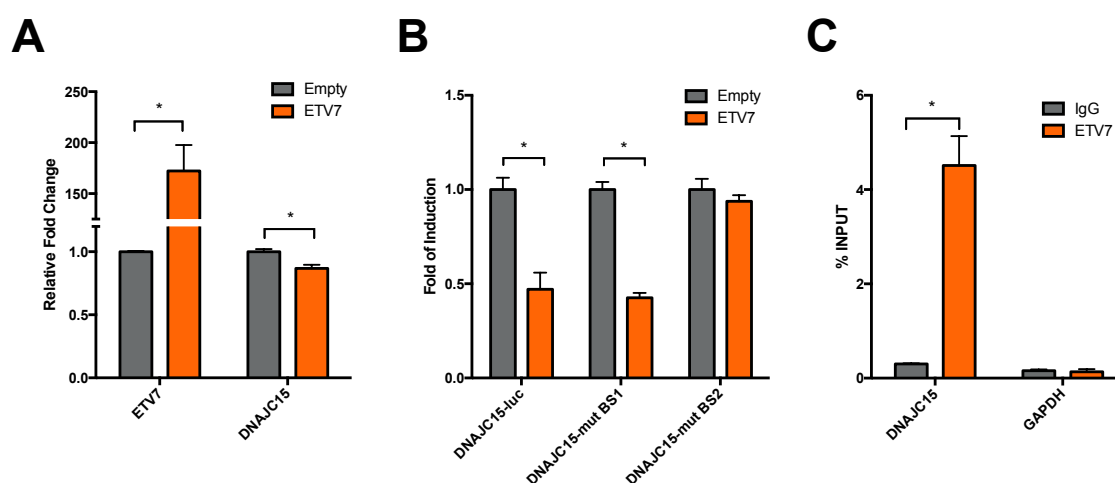 A
Empty
ETV7
Relative Fold Change
250
200
150
100
1.0
0.5
0.0
*
*
ETV7
DNAJC15
B
Empty
ETV7
Fold of Induction
1.5
1.0
0.5
0.0
*
*
DNAJC15-luc
DNAJC15-mut BS1
DNAJC15-mut BS2
C
IgG
ETV7
% INPUT
6
4
2
0
*
DNAJC15
GAPDH